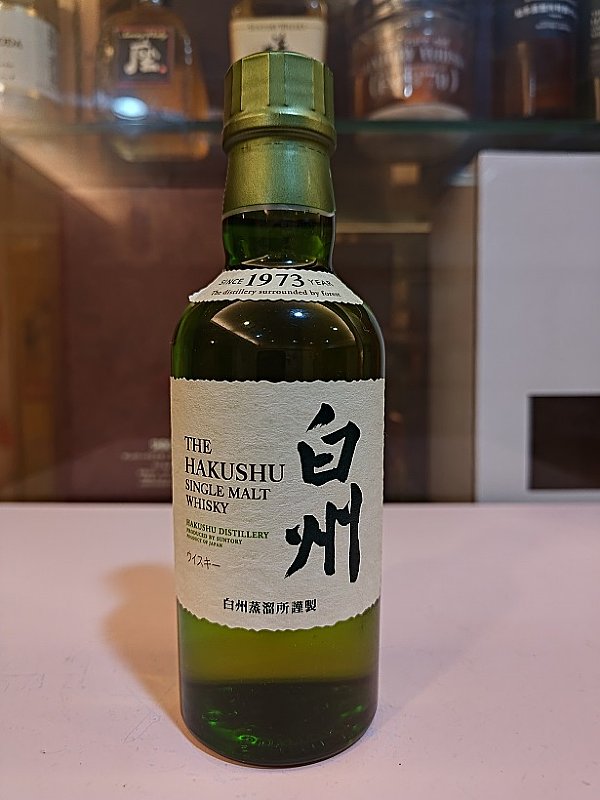 SINCE 1973 YEAR
The distillery surrounded by forest
THE
HAKUSHU
SINGLE MALT
WHISKY
HAKUSHU DISTILLERY
PRODUCED BY SUNTORY
PRODUCT OF JAPAN
ウイスキー
白州
白州蒸溜所謹製